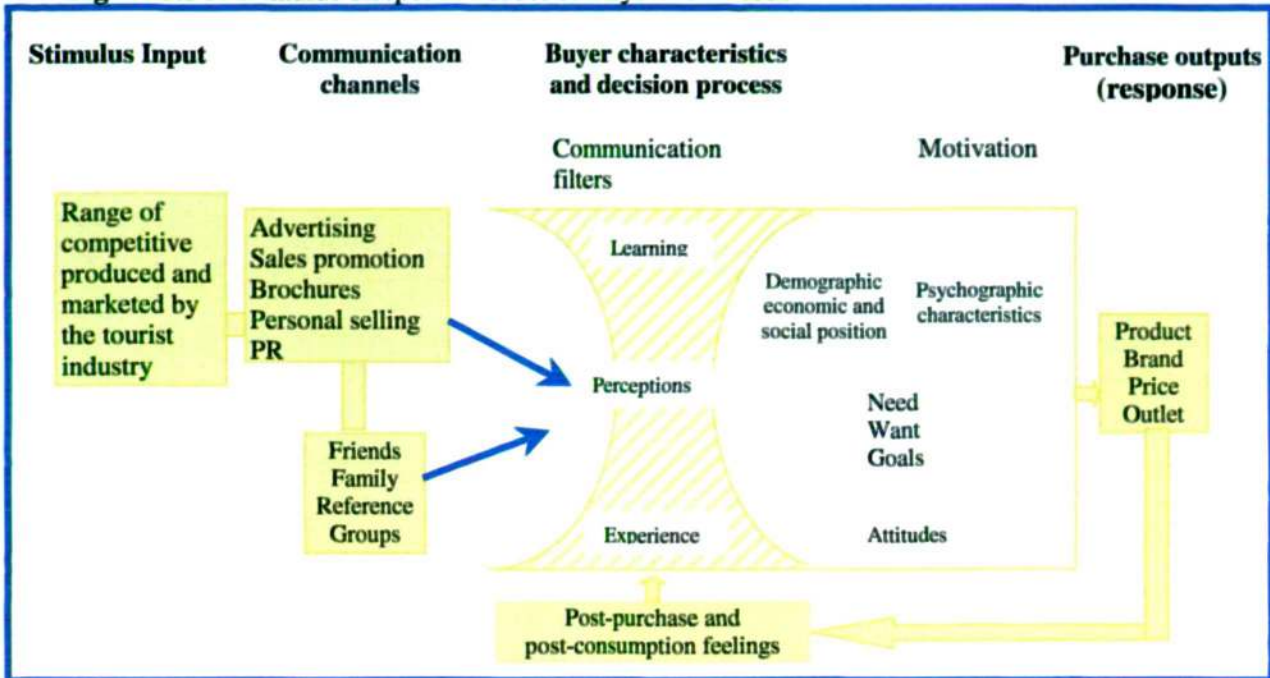 Stimulus Input
Communication
channels
Buyer characteristics
and decision process
Purchase outputs
(response)
Communication
filters
Motivation
Range of
competitive
produced and
marketed by
the tourist
industry
Advertising
Sales promotion
Brochures
Personal selling
PR
Friends
Family
Reference
Groups
Learning
Perceptions
Experience
Demographic
economic and
social position
Psychographic
characteristics
Need
Want
Goals
Attitudes
Product
Brand
Price
Outlet
Post-purchase and
post-consumption feelings